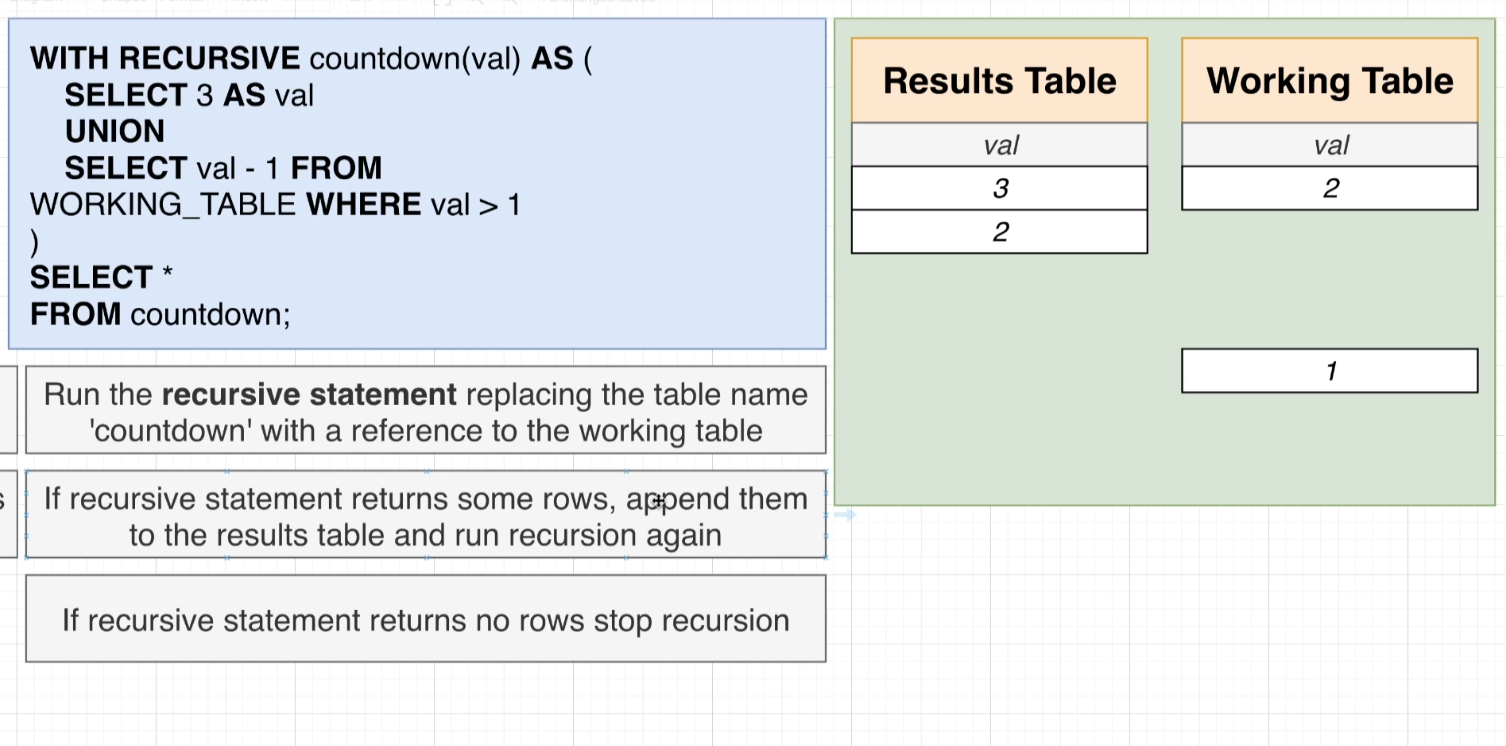 WITH RECURSIVE countdown(val) AS (
SELECT 3 AS val
UNION
SELECT val - 1 FROM
WORKING_TABLE WHERE val > 1
)
SELECT *
FROM countdown;
Run the recursive statement replacing the table name
'countdown' with a reference to the working table
s
If recursive statement returns some rows, append them
to the results table and run recursion again
If recursive statement returns no rows stop recursion
Results Table
val
3
2
Working Table
val
2
1